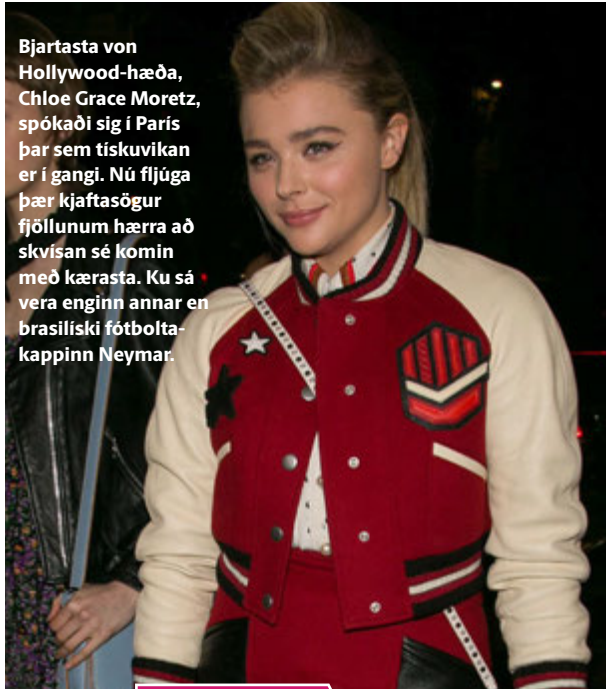 Bjartasta von
Hollywood-hæða,
Chloe Grace Moretz,
spókaði sig í París
þar sem tískuvikan
er í gangi. Nú fljúga
þær kjaftasögur
fjöllunum hærra að
skvísan sé komin
með kærasta. Ku sá
vera enginn annar en
brasilíski fótbolta-
kappinn Neymar.